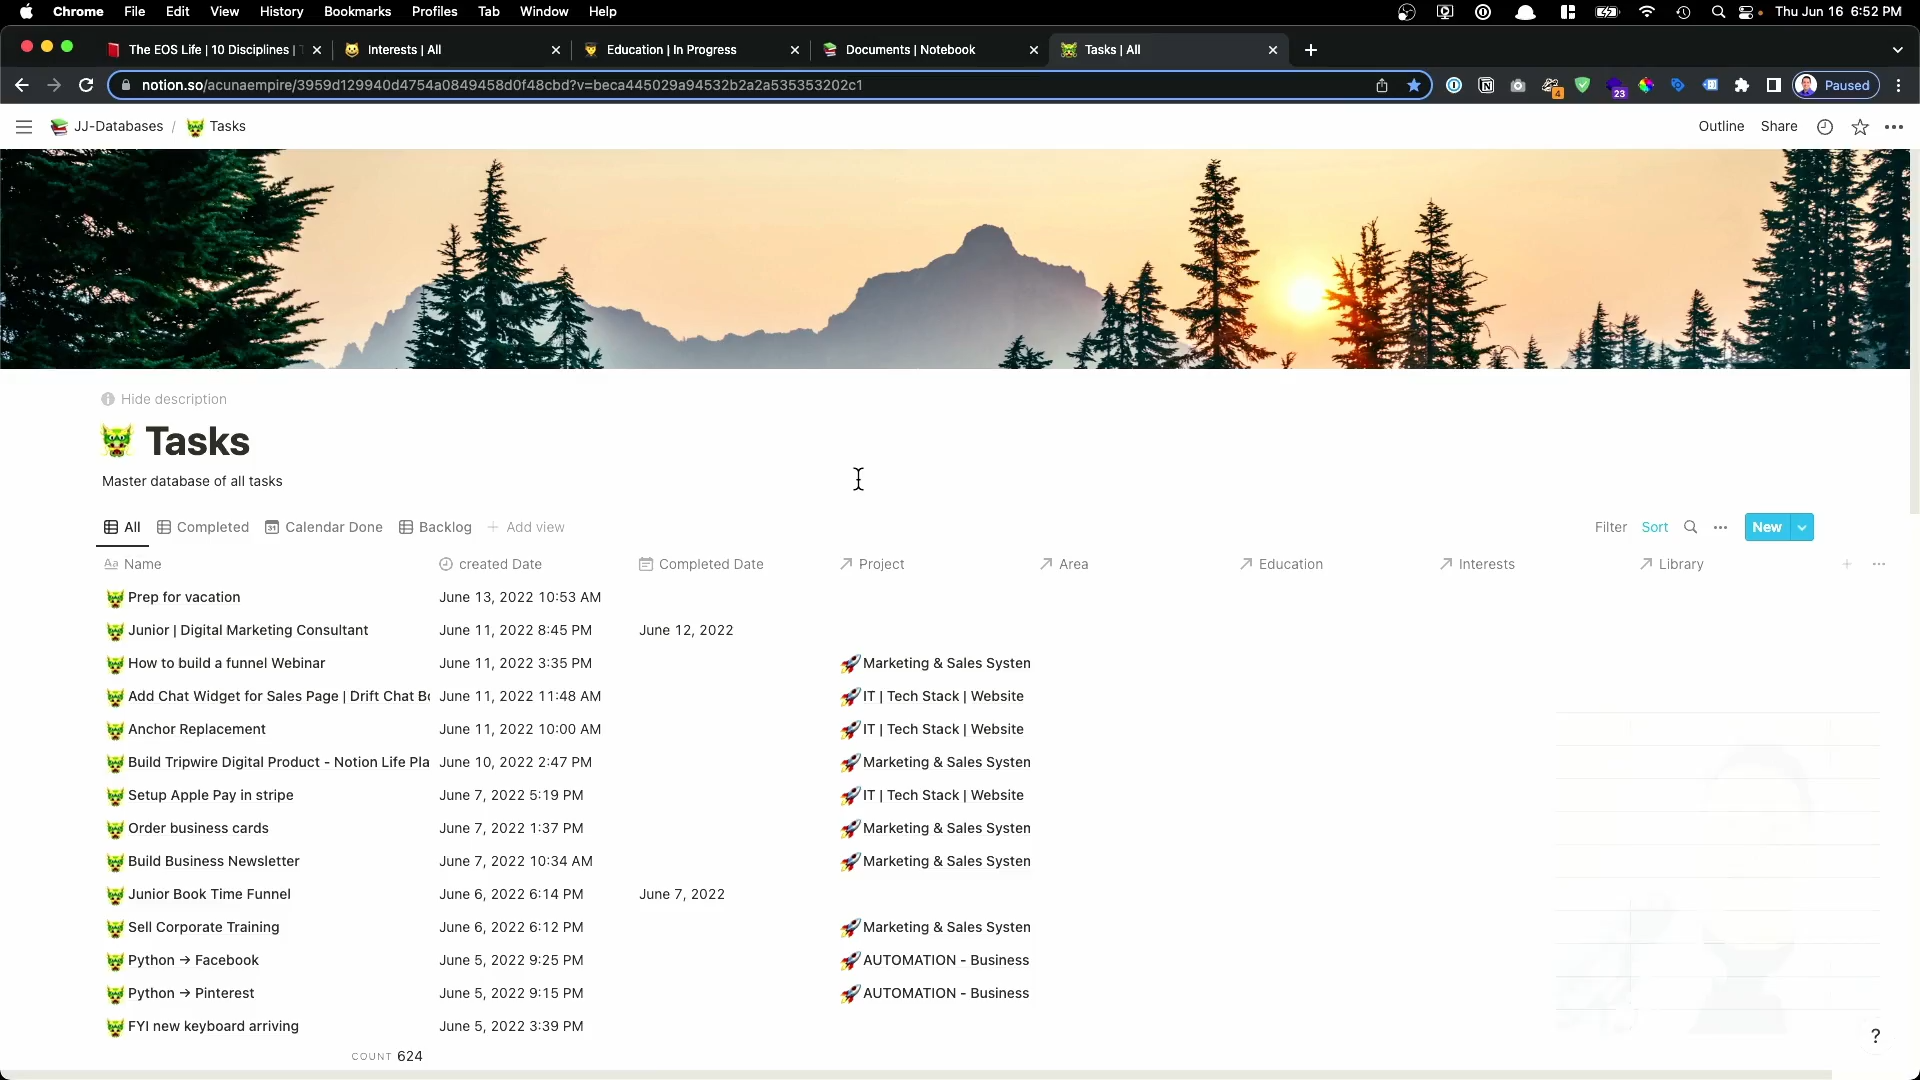 Chrome File Edit View History Bookmarks Profiles Tab Window Help Thu Jun 16 6:52 PM
The EOS Life | 10 Disciplines | Interests | All Education | In Progress Documents | Notebook Tasks | All
notion.so/acunaempire/3959d129940d4754a0849458d0f48cbd?v=beca445029a94532b2a2a535353202c1 4 23 Paused
JJ-Databases / Tasks Outline Share
Hide description
Tasks
Master database of all tasks
All Completed 31 Calendar Done Backlog + Add view Filter Sort New
Aa Name created Date Completed Date Project Area Education Interests Library
Prep for vacation June 13, 2022 10:53 AM
Junior | Digital Marketing Consultant June 11, 2022 8:45 PM June 12, 2022
How to build a funnel Webinar June 11, 2022 3:35 PM Marketing & Sales System
Add Chat Widget for Sales Page | Drift Chat Bo June 11, 2022 11:48 AM IT | Tech Stack | Website
Anchor Replacement June 11, 2022 10:00 AM IT | Tech Stack | Website
Build Tripwire Digital Product - Notion Life Pla June 10, 2022 2:47 PM Marketing & Sales System
Setup Apple Pay in stripe June 7, 2022 5:19 PM IT | Tech Stack | Website
Order business cards June 7, 2022 1:37 PM Marketing & Sales System
Build Business Newsletter June 7, 2022 10:34 AM Marketing & Sales System
Junior Book Time Funnel June 6, 2022 6:14 PM June 7, 2022
Sell Corporate Training June 6, 2022 6:12 PM Marketing & Sales System
Python → Facebook June 5, 2022 9:25 PM AUTOMATION - Business
Python → Pinterest June 5, 2022 9:15 PM AUTOMATION - Business
FYI new keyboard arriving June 5, 2022 3:39 PM
COUNT 624
?